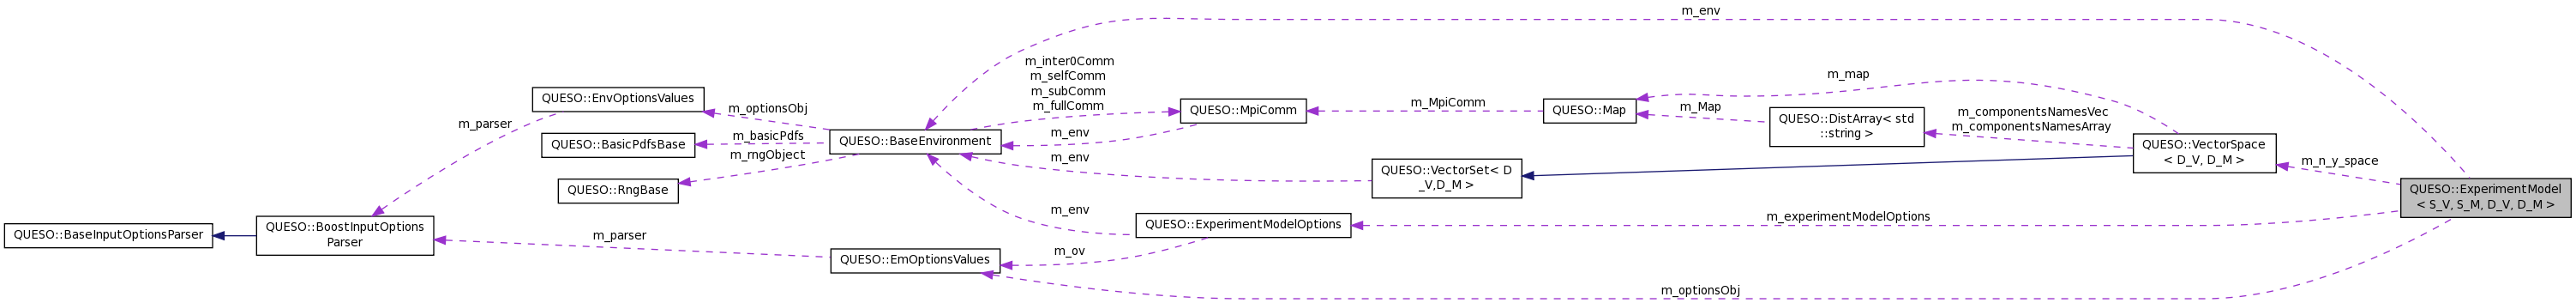 m_env
m_inter0Comm
m_selfComm
m_subComm
m_fullComm
m_map
QUESO::EnvOptionsValues
m_optionsObj
QUESO::MpiComm
m_MpiComm
QUESO::Map
m_Map
m_componentsNamesVec
m_componentsNamesArray
QUESO::DistArray< std
::string >
m_parser
m_basicPdfs
QUESO::BasicPdfsBase
QUESO::BaseEnvironment
m_env
m_rngObject
m_env
QUESO::VectorSpace
< D_V, D_M >
m_n_y_space
QUESO::RngBase
QUESO::VectorSet< D
_V,D_M >
QUESO::ExperimentModel
< S_V, S_M, D_V, D_M >
m_env
m_experimentModelOptions
QUESO::BaseInputOptionsParser
QUESO::BoostInputOptions
Parser
m_parser
QUESO::ExperimentModelOptions
m_ov
QUESO::EmOptionsValues
m_optionsObj